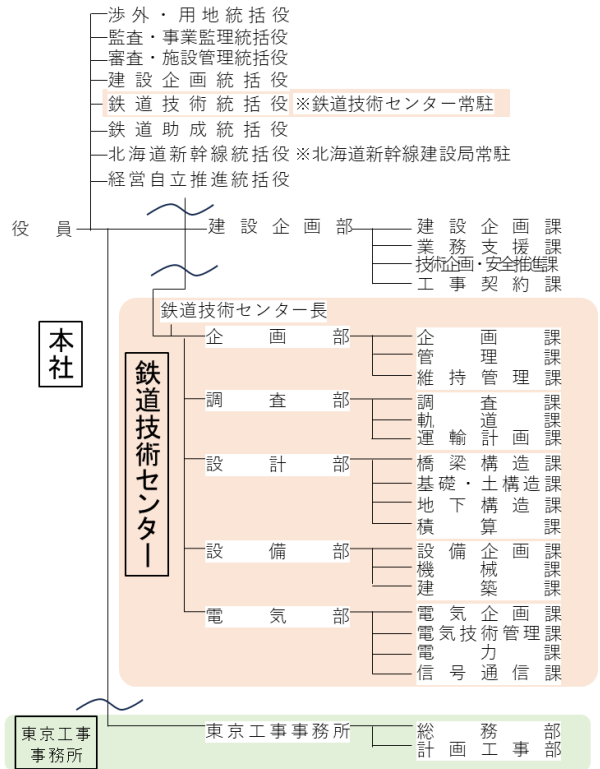 渉外・用地統括役
監査・事業監理統括役
審査・施設管理統括役
建設企画統括役
鉄道技術統括役 ※鉄道技術センター常駐
鉄道助成統括役
北海道新幹線統括役 ※北海道新幹線建設局常駐
経営自立推進統括役
役員
建設企画部
建設企画課
業務支援課
技術企画・安全推進課
工事契約課
本社
鉄道技術センター
鉄道技術センター長
企画部
企画課
管理課
維持管理課
調査部
調査課
軌道課
運輸計画課
設計部
橋梁構造課
基礎・土構造課
地下構造課
積算課
設備部
設備企画課
機械課
建築課
電気部
電気企画課
電気技術管理課
電力課
信号通信課
東京工事
事務所
東京工事事務所
総務部
計画工事部